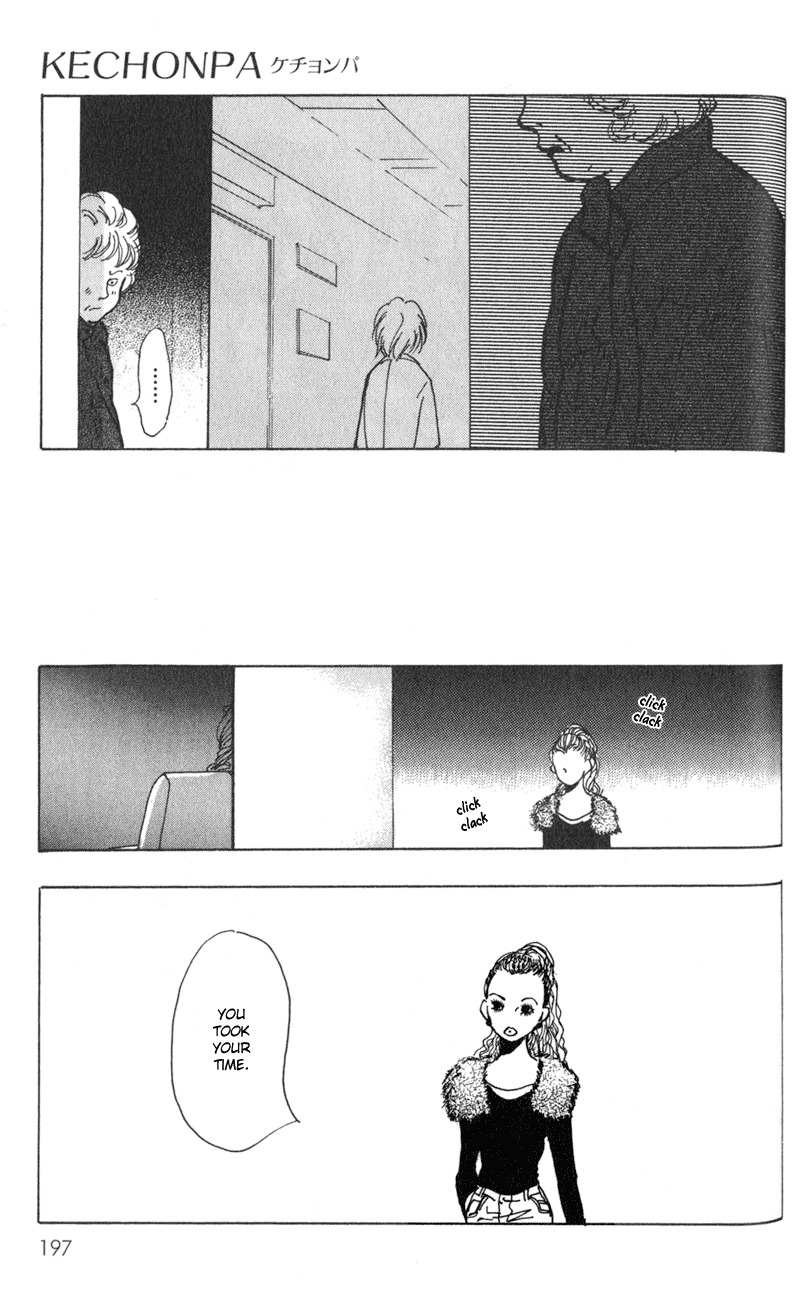 KECHONPA ケチョンパ
......
click
clack
click
clack
YOU
TOOK
YOUR
TIME.
197